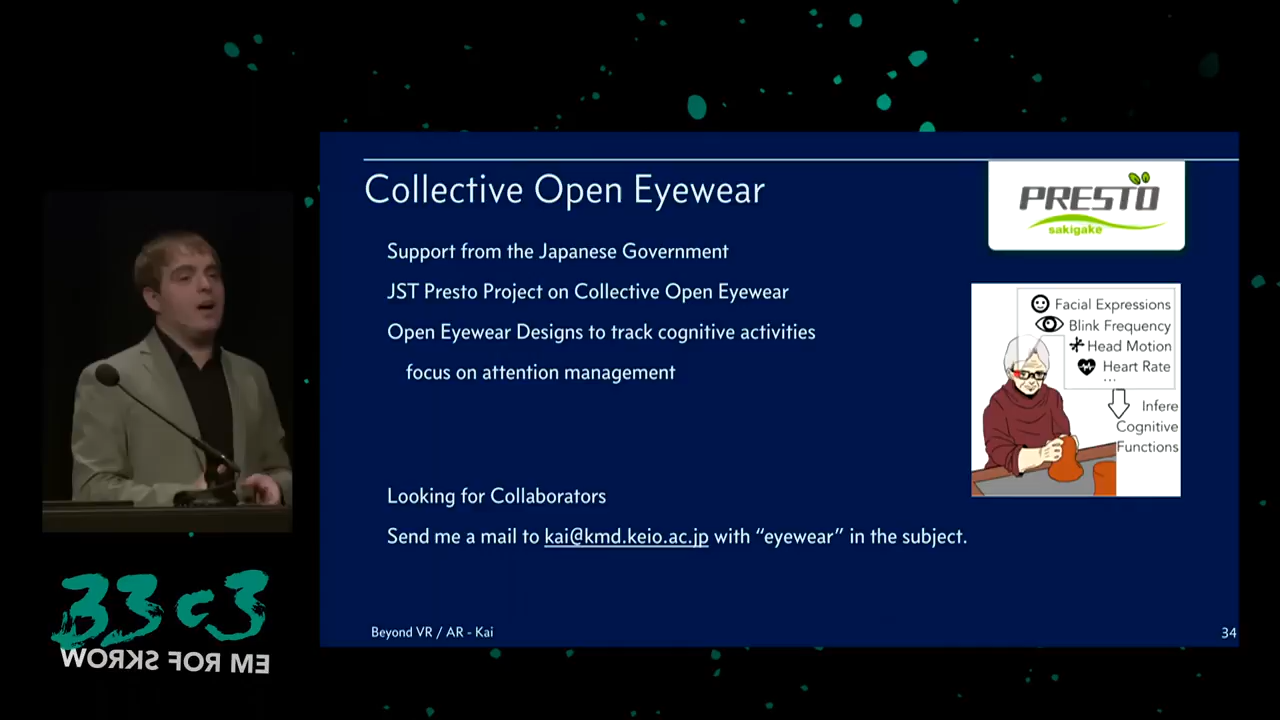 Collective Open Eyewear
PRESTO
sakigake
Support from the Japanese Government
JST Presto Project on Collective Open Eyewear
Open Eyewear Designs to track cognitive activities
focus on attention management
Facial Expressions
Blink Frequency
Head Motion
Heart Rate
...
Infere
Cognitive
Functions
Looking for Collaborators
Send me a mail to kai@kmd.keio.ac.jp with “eyewear” in the subject.
Beyond VR / AR - Kai
34
33c3
WORKS FOR ME